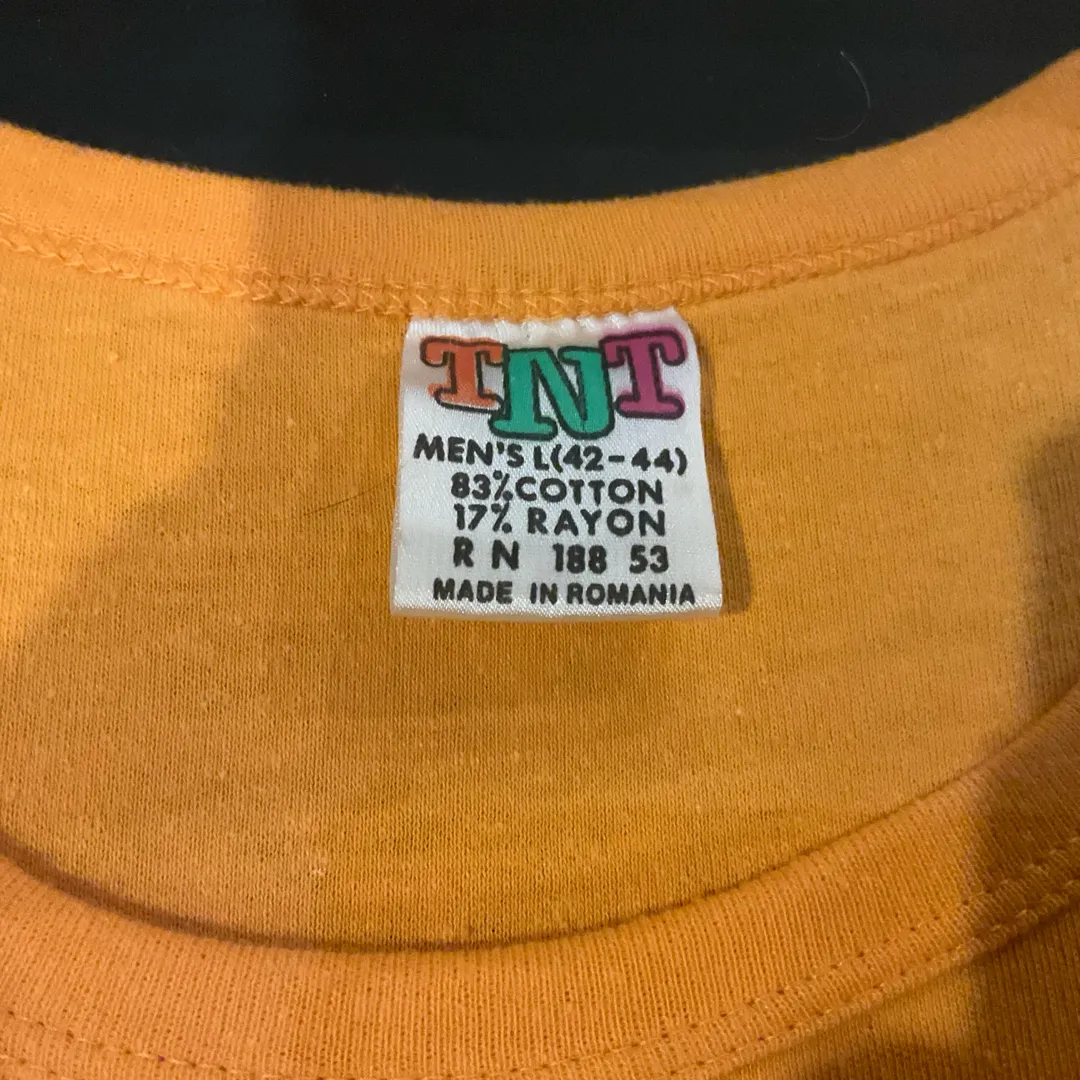 TNT
MEN'S L(42-44)
83% COTTON
17% RAYON
R N 188 53
MADE IN ROMANIA